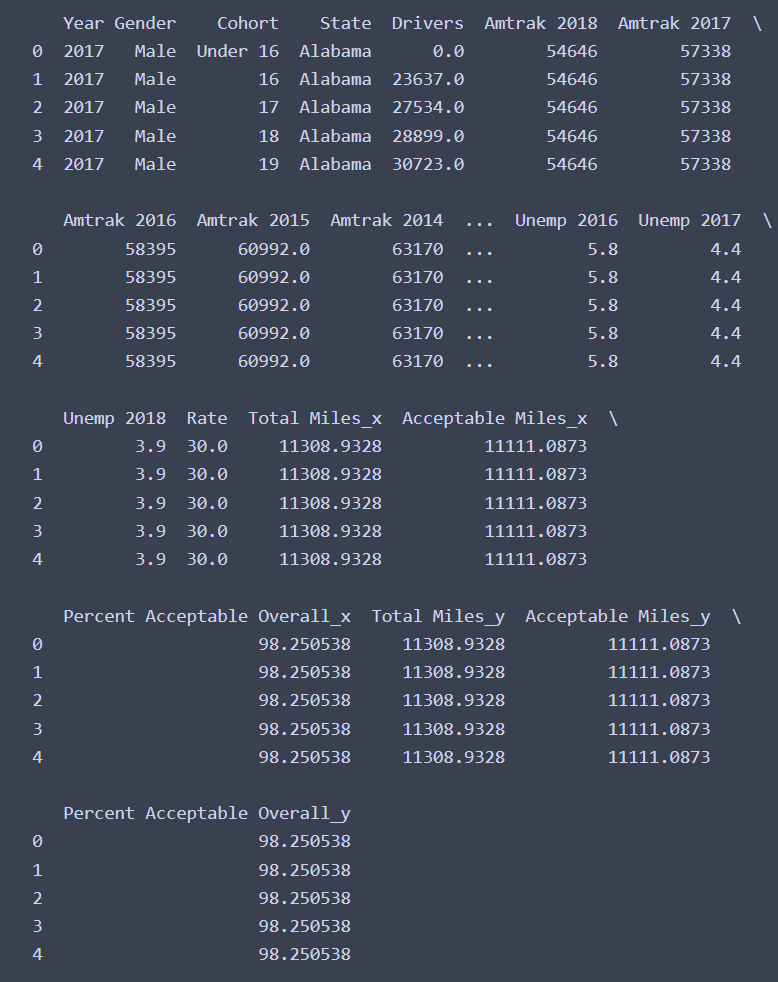 Year Gender Cohort State Drivers Amtrak 2018 Amtrak 2017 \
0 2017 Male Under 16 Alabama 0.0 54646 57338
1 2017 Male 16 Alabama 23637.0 54646 57338
2 2017 Male 17 Alabama 27534.0 54646 57338
3 2017 Male 18 Alabama 28899.0 54646 57338
4 2017 Male 19 Alabama 30723.0 54646 57338
Amtrak 2016 Amtrak 2015 Amtrak 2014 ... Unemp 2016 Unemp 2017 \
0 58395 60992.0 63170 ... 5.8 4.4
1 58395 60992.0 63170 ... 5.8 4.4
2 58395 60992.0 63170 ... 5.8 4.4
3 58395 60992.0 63170 ... 5.8 4.4
4 58395 60992.0 63170 ... 5.8 4.4
Unemp 2018 Rate Total Miles_x Acceptable Miles_x \
0 3.9 30.0 11308.9328 11111.0873
1 3.9 30.0 11308.9328 11111.0873
2 3.9 30.0 11308.9328 11111.0873
3 3.9 30.0 11308.9328 11111.0873
4 3.9 30.0 11308.9328 11111.0873
Percent Acceptable Overall_x Total Miles_y Acceptable Miles_y \
0 98.250538 11308.9328 11111.0873
1 98.250538 11308.9328 11111.0873
2 98.250538 11308.9328 11111.0873
3 98.250538 11308.9328 11111.0873
4 98.250538 11308.9328 11111.0873
Percent Acceptable Overall_y
0 98.250538
1 98.250538
2 98.250538
3 98.250538
4 98.250538